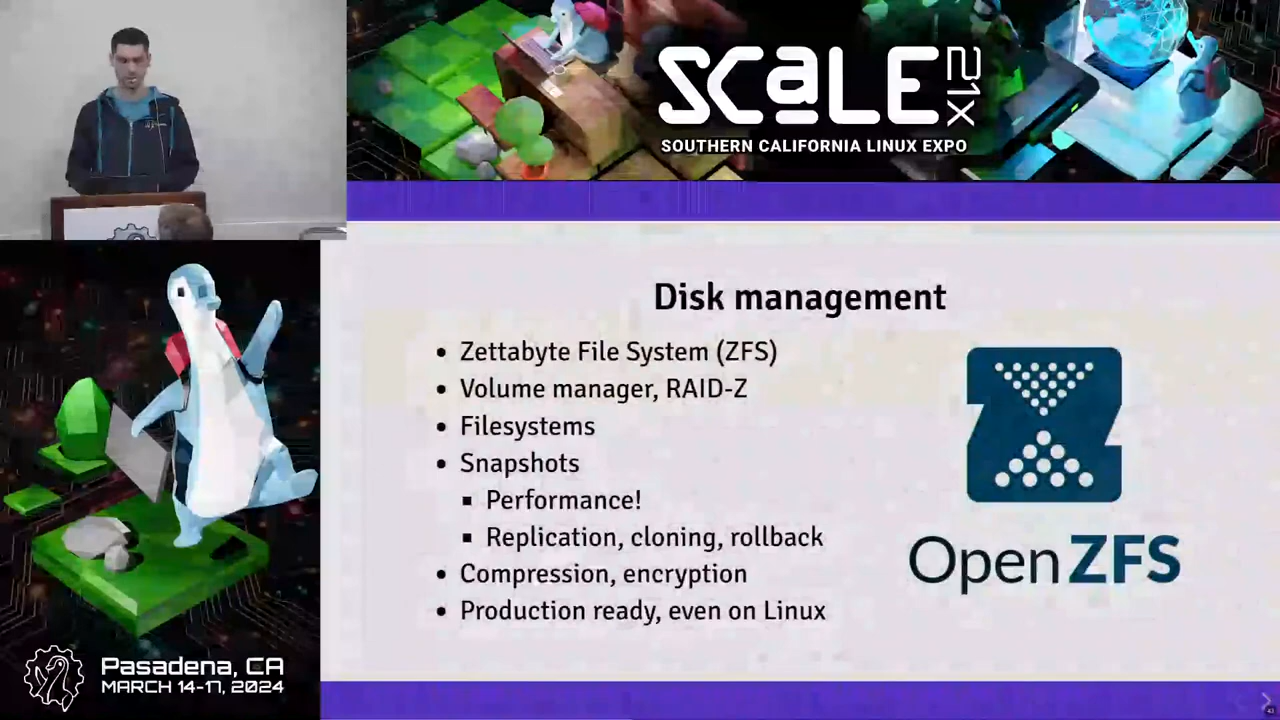 SCaLE 21X
SOUTHERN CALIFORNIA LINUX EXPO
Disk management
• Zettabyte File System (ZFS)
• Volume manager, RAID-Z
• Filesystems
• Snapshots
▪ Performance!
▪ Replication, cloning, rollback
• Compression, encryption
• Production ready, even on Linux
OpenZFS
Pasadena, CA
MARCH 14-17, 2024